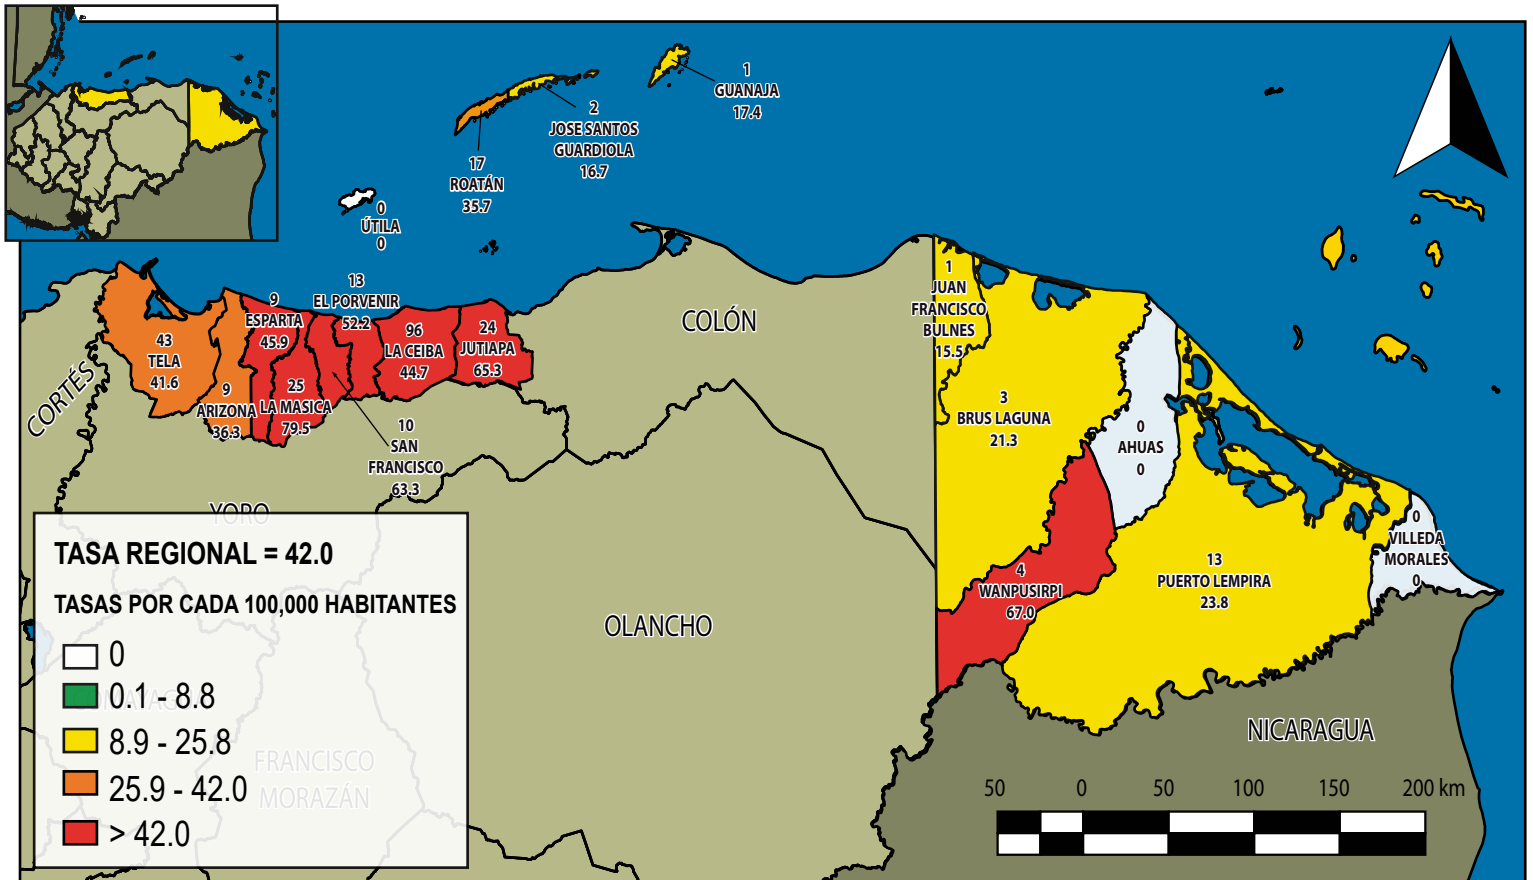 1
GUANAJA
17.4
2
JOSE SANTOS
GUARDIOLA
16.7
17
ROATÁN
35.7
0
ÚTILA
0
13
EL PORVENIR
52.2
9
ESPARTA
45.9
43
TELA
41.6
9
ARIZONA
36.3
25
LA MASICA
79.5
96
LA CEIBA
44.7
24
JUTIAPA
65.3
10
SAN
FRANCISCO
63.3
COLÓN
CORTÉS
YORO
OLANCHO
1
JUAN
FRANCISCO
BULNES
15.5
3
BRUS LAGUNA
21.3
0
AHUAS
0
4
WANPUSIRPI
67.0
13
PUERTO LEMPIRA
23.8
0
VILLEDA
MORALES
0
NICARAGUA
TASA REGIONAL = 42.0
TASAS POR CADA 100,000 HABITANTES
0
0.1 - 8.8
8.9 - 25.8
25.9 - 42.0
> 42.0
FRANCISCO
MORAZÁN
50 0 50 100 150 200 km